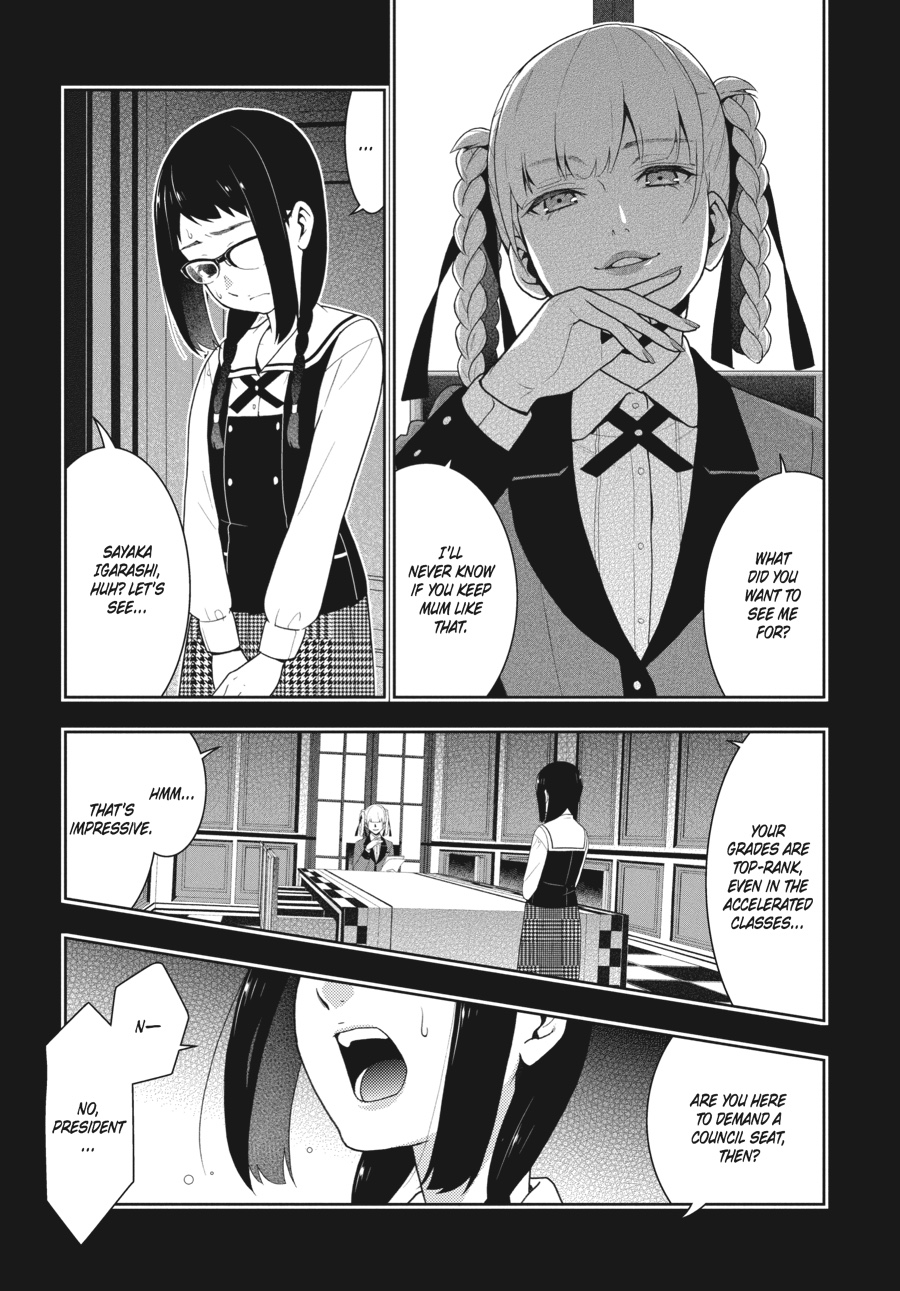 WHAT
DID YOU
WANT TO
SEE ME
FOR?
I'LL
NEVER KNOW
IF YOU KEEP
MUM LIKE
THAT.
...
SAYAKA
IGARASHI,
HUH? LET'S
SEE...
YOUR
GRADES ARE
TOP-RANK,
EVEN IN THE
ACCELERATED
CLASSES...
HMM...
THAT'S
IMPRESSIVE.
ARE YOU HERE
TO DEMAND A
COUNCIL SEAT,
THEN?
N—
NO,
PRESIDENT
...